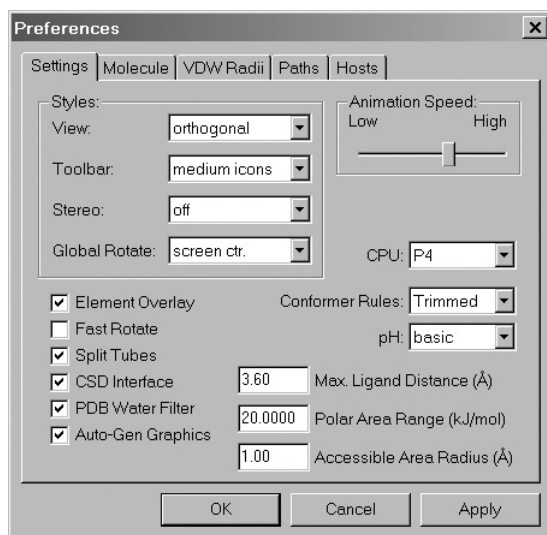 Preferences
Settings Molecule VDW Radii Paths Hosts
Styles:
View: orthogonal
Toolbar: medium icons
Stereo: off
Global Rotate: screen ctr.
Animation Speed:
Low High
CPU: P4
Conformer Rules: Trimmed
pH: basic
Element Overlay
Fast Rotate
Split Tubes
CSD Interface
PDB Water Filter
Auto-Gen Graphics
3.60 Max. Ligand Distance (Å)
20.0000 Polar Area Range (kJ/mol)
1.00 Accessible Area Radius (Å)
OK Cancel Apply